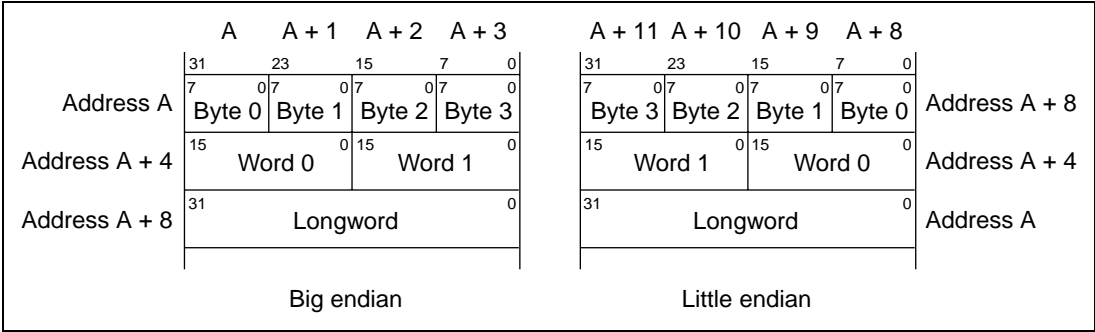 A A + 1 A + 2 A + 3 A + 11 A + 10 A + 9 A + 8
31 23 15 7 0 31 23 15 7 0
7 0 7 0 7 0 7 0 7 0 7 0 7 0 7 0
Address A Byte 0 Byte 1 Byte 2 Byte 3 Byte 3 Byte 2 Byte 1 Byte 0 Address A + 8
15 0 15 0 15 0 15 0
Address A + 4 Word 0 Word 1 Word 1 Word 0 Address A + 4
31 0 31 0
Address A + 8 Longword Longword Address A
Big endian Little endian